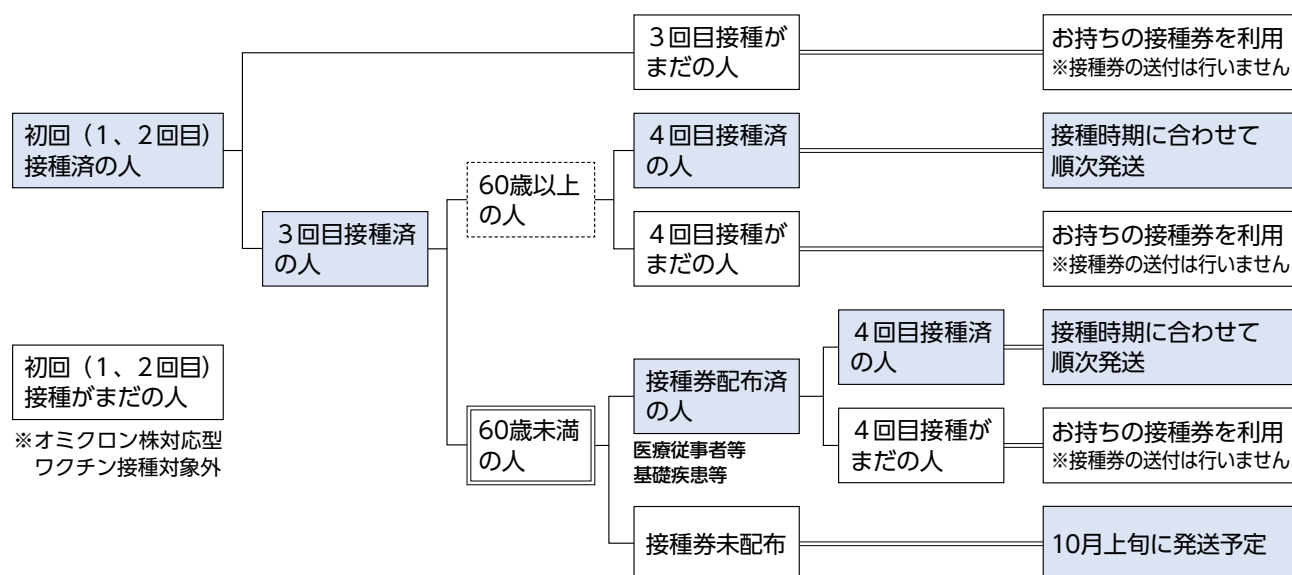 3回目接種が
まだの人
お持ちの接種券を利用
※接種券の送付は行いません
初回（1、2回目）
接種済の人
3回目接種済
の人
60歳以上
の人
4回目接種済
の人
接種時期に合わせて
順次発送
4回目接種が
まだの人
お持ちの接種券を利用
※接種券の送付は行いません
初回（1、2回目）
接種がまだの人
※オミクロン株対応型
ワクチン接種対象外
60歳未満
の人
接種券配布済
の人
医療従事者等
基礎疾患等
4回目接種済
の人
接種時期に合わせて
順次発送
4回目接種が
まだの人
お持ちの接種券を利用
※接種券の送付は行いません
接種券未配布
10月上旬に発送予定